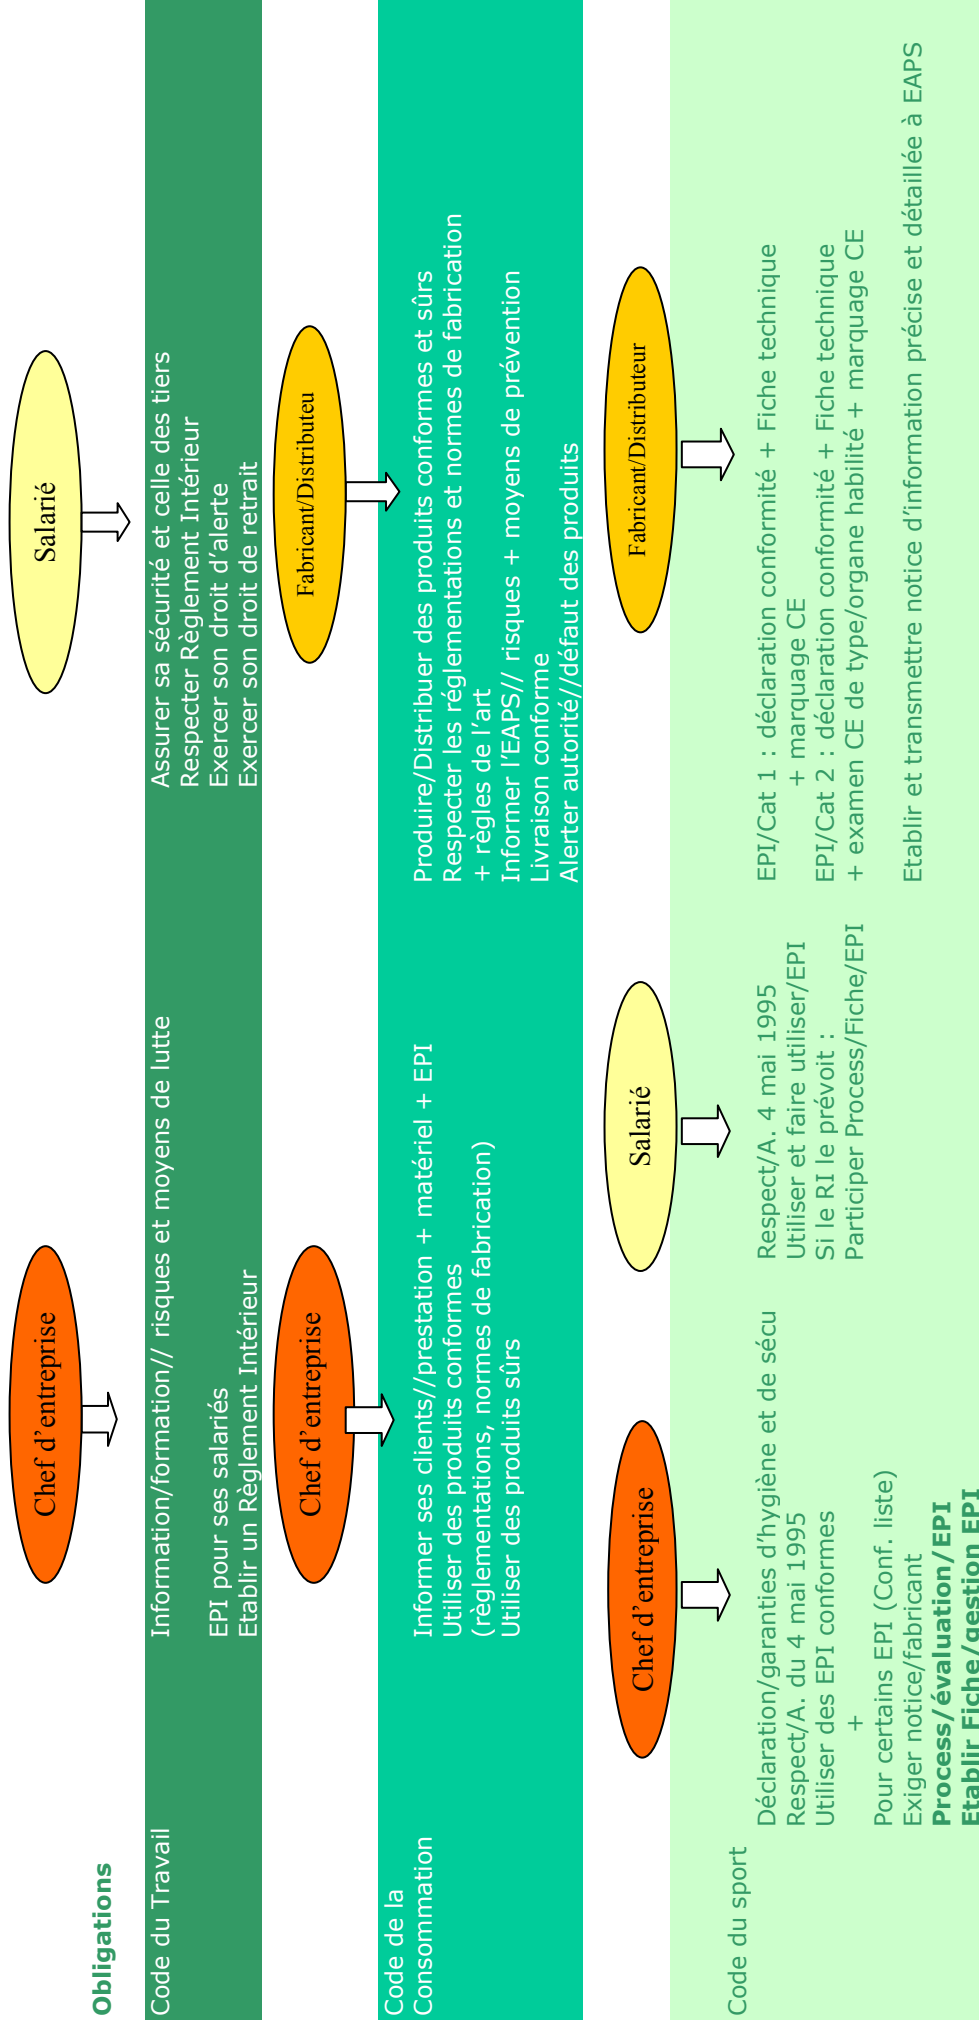 Obligations
Chef d'entreprise
Salarié
Code du Travail
Information/formation// risques et moyens de lutte
EPI pour ses salariés
Etablir un Règlement Intérieur
Assurer sa sécurité et celle des tiers
Respecter Règlement Intérieur
Exercer son droit d'alerte
Exercer son droit de retrait
Chef d'entreprise
Fabricant/Distributeu
Code de la
Consommation
Informer ses clients//prestation + matériel + EPI
Utiliser des produits conformes
(règlementations, normes de fabrication)
Utiliser des produits sûrs
Produire/Distribuer des produits conformes et sûrs
Respecter les réglementations et normes de fabrication
+ règles de l'art
Informer l'EAPS// risques + moyens de prévention
Livraison conforme
Alerter autorité//défaut des produits
Chef d'entreprise
Salarié
Fabricant/Distributeur
Code du sport
Déclaration/garanties d'hygiène et de sécu
Respect/A. du 4 mai 1995
Utiliser des EPI conformes
+
Pour certains EPI (Conf. liste)
Exiger notice/fabricant
Process/évaluation/EPI
Etablir Fiche/gestion EPI
Respect/A. 4 mai 1995
Utiliser et faire utiliser/EPI
Si le RI le prévoit :
Participer Process/Fiche/EPI
EPI/Cat 1 : déclaration conformité + Fiche technique
+ marquage CE
EPI/Cat 2 : déclaration conformité + Fiche technique
+ examen CE de type/organe habilité + marquage CE
Etablir et transmettre notice d'information précise et détaillée à EAPS